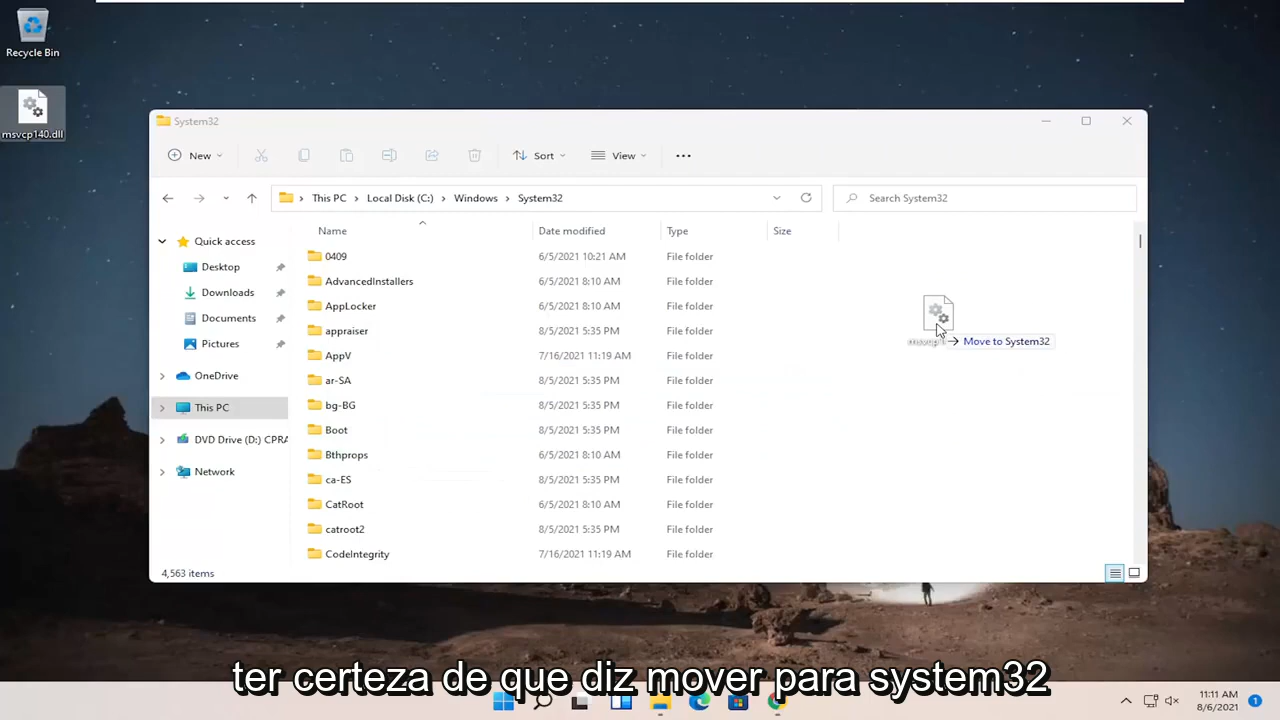 Recycle Bin
msvcp140.dll
System32
New
Sort
View
This PC
Local Disk (C:)
Windows
System32
Search System32
Quick access
Desktop
Downloads
Documents
Pictures
OneDrive
This PC
DVD Drive (D:) CPRA
Network
Name Date modified Type Size
0409 6/5/2021 10:21 AM File folder
AdvancedInstallers 6/5/2021 8:10 AM File folder
AppLocker 6/5/2021 8:10 AM File folder
appraiser 8/5/2021 5:35 PM File folder
AppV 7/16/2021 11:19 AM File folder
ar-SA 8/5/2021 5:35 PM File folder
bg-BG 8/5/2021 5:35 PM File folder
Boot 8/5/2021 5:35 PM File folder
Bthprops 6/5/2021 8:10 AM File folder
ca-ES 8/5/2021 5:35 PM File folder
CatRoot 6/5/2021 8:10 AM File folder
catroot2 8/5/2021 5:35 PM File folder
CodeIntegrity 7/16/2021 11:19 AM File folder
Move to System32
4,563 items
ter certeza de que diz mover para system32
11:11 AM
8/6/2021
1